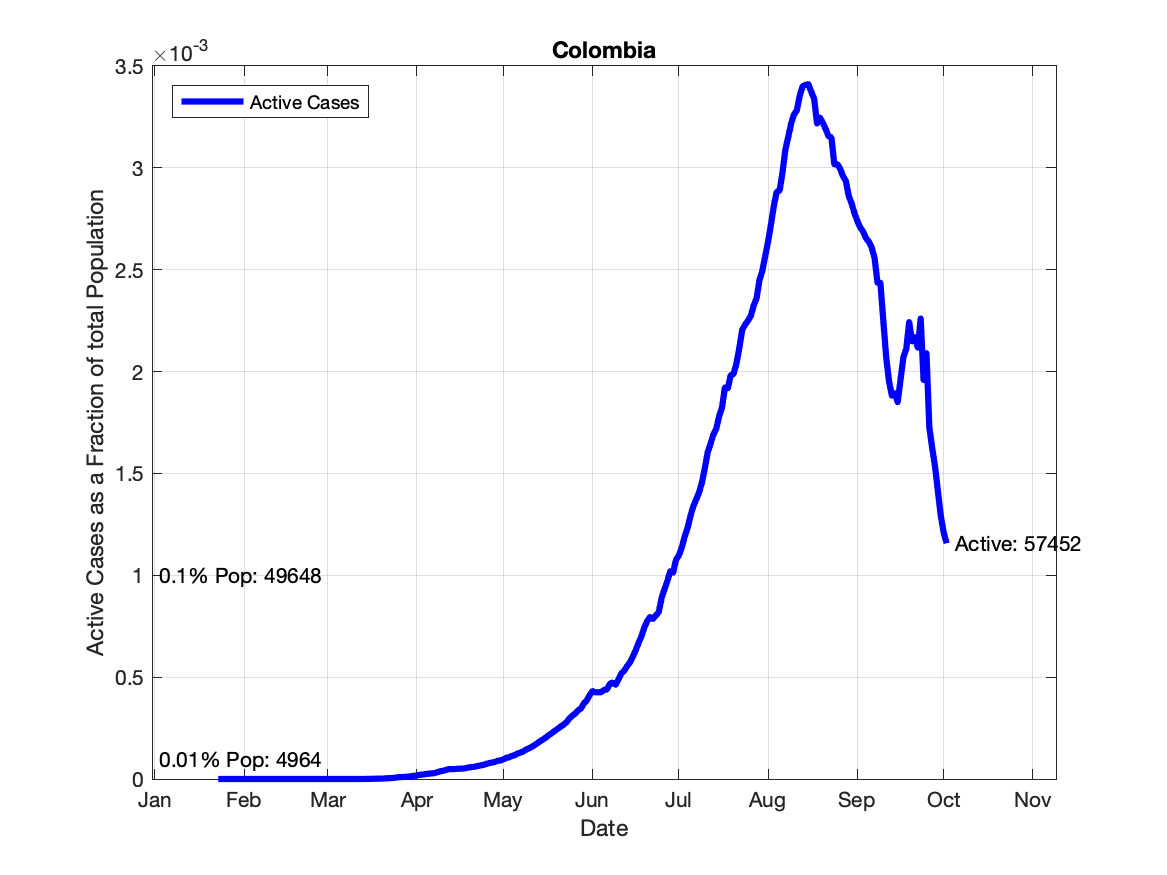 Colombia
×10-3
Active Cases
3.5
3
2.5
2
1.5
1
0.5
0
Active Cases as a Fraction of total Population
0.1% Pop: 49648
0.01% Pop: 4964
Active: 57452
Jan Feb Mar Apr May Jun Jul Aug Sep Oct Nov
Date